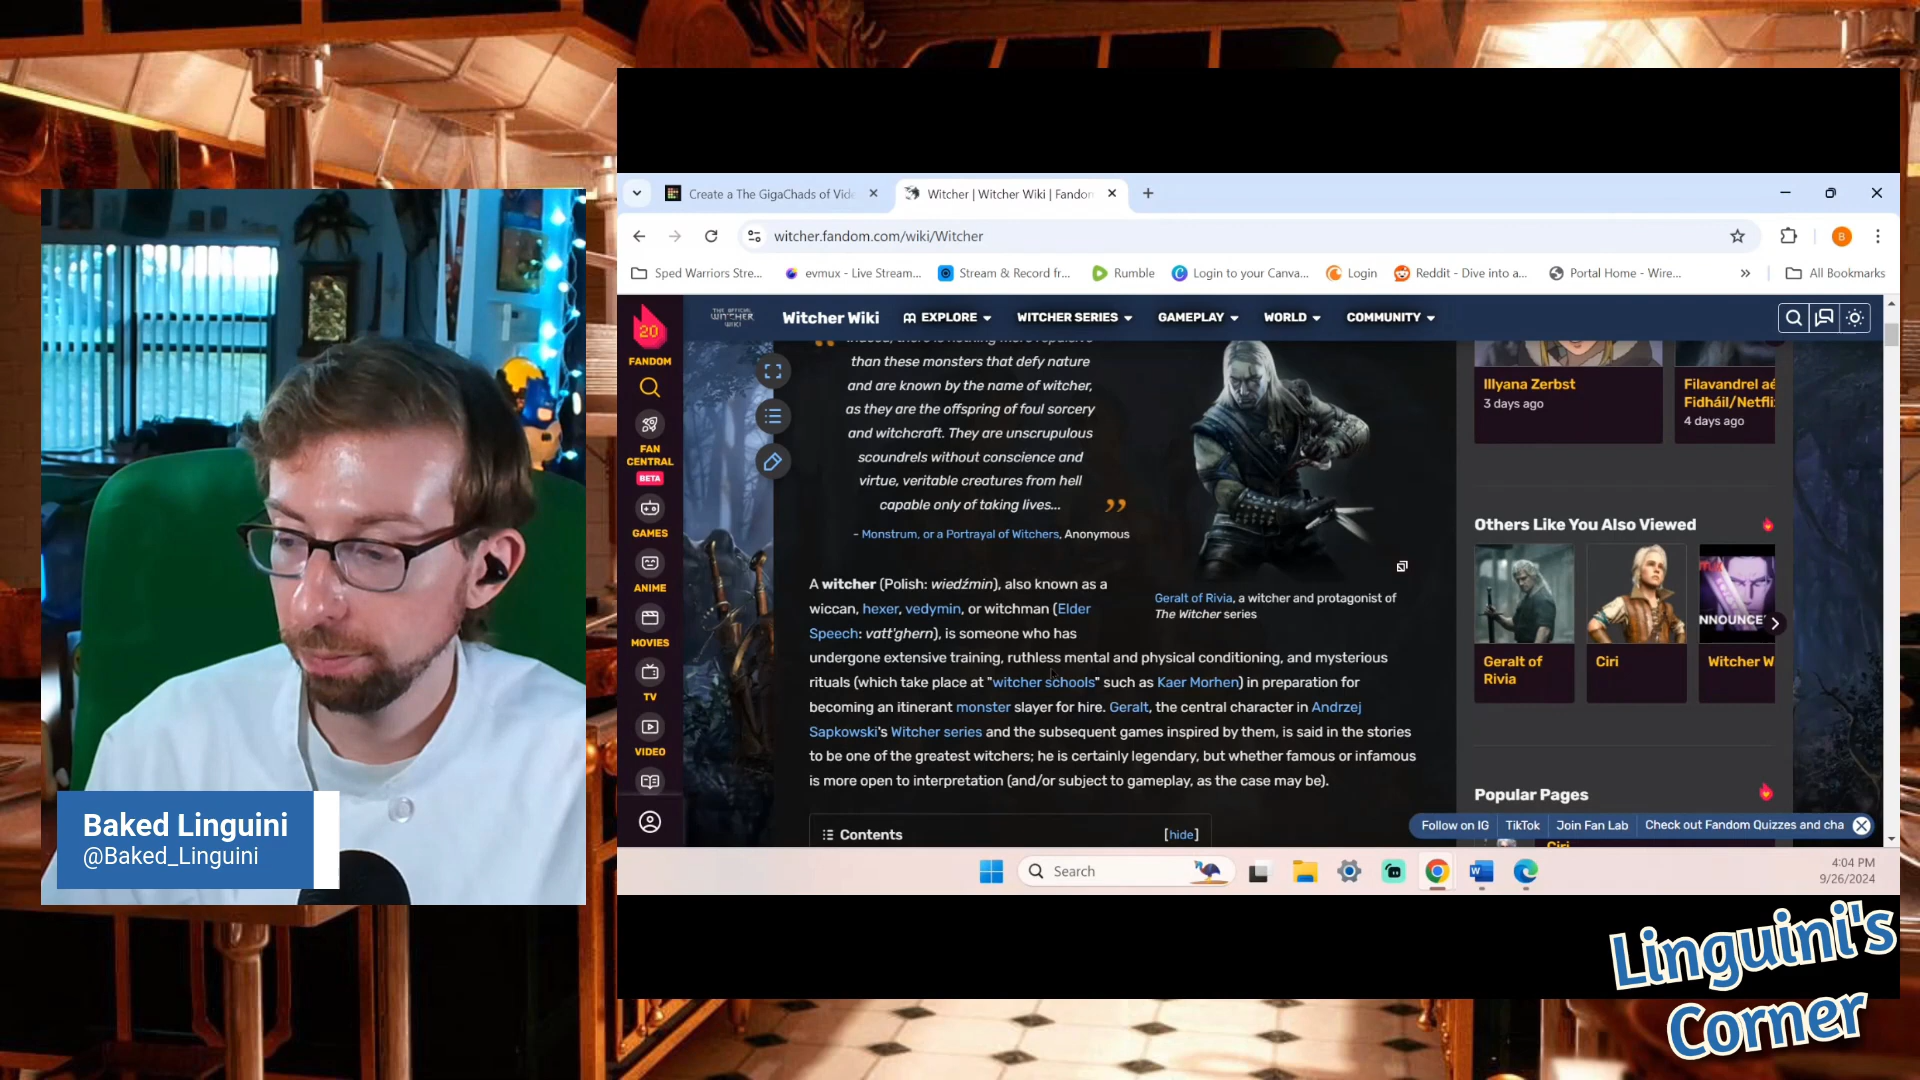 Create a The GigaChads of Vid
Witcher | Witcher Wiki | Fandom
witcher.fandom.com/wiki/Witcher
Sped Warriors Stre...
evmux - Live Stream...
Stream & Record fr...
Rumble
Login to your Canva...
Login
Reddit - Dive into a...
Portal Home - Wire...
All Bookmarks
B
20
FANDOM
THE OFFICIAL
WITCHER
WIKI
Witcher Wiki
EXPLORE
WITCHER SERIES
GAMEPLAY
WORLD
COMMUNITY
FAN
CENTRAL
BETA
GAMES
ANIME
MOVIES
TV
VIDEO
than these monsters that defy nature
and are known by the name of witcher,
as they are the offspring of foul sorcery
and witchcraft. They are unscrupulous
scoundrels without conscience and
virtue, veritable creatures from hell
capable only of taking lives...
- Monstrum, or a Portrayal of Witchers, Anonymous
A witcher (Polish: wiedźmin), also known as a
wiccan, hexer, vedymin, or witchman (Elder
Speech: vatt'ghern), is someone who has
undergone extensive training, ruthless mental and physical conditioning, and mysterious
rituals (which take place at "witcher schools" such as Kaer Morhen) in preparation for
becoming an itinerant monster slayer for hire. Geralt, the central character in Andrzej
Sapkowski's Witcher series and the subsequent games inspired by them, is said in the stories
to be one of the greatest witchers; he is certainly legendary, but whether famous or infamous
is more open to interpretation (and/or subject to gameplay, as the case may be).
Geralt of Rivia, a witcher and protagonist of
The Witcher series
Contents
[hide]
Illyana Zerbst
3 days ago
Filavandrel aé
Fidháil/Netfli
4 days ago
Others Like You Also Viewed
NNOUNCE
Geralt of
Rivia
Ciri
Witcher W
Popular Pages
Follow on IG
TikTok
Join Fan Lab
Check out Fandom Quizzes and cha
Ciri
Search
4:04 PM
9/26/2024
Baked Linguini
@Baked_Linguini
Linguini's
Corner